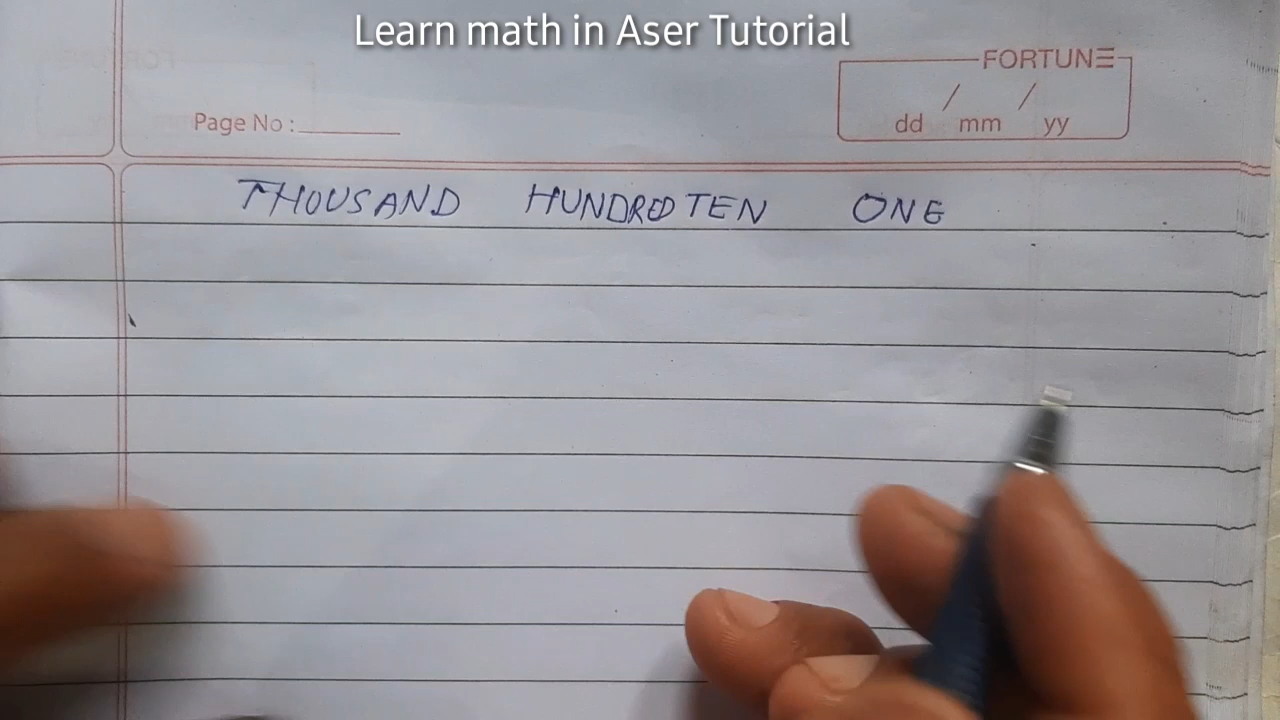 Learn math in Aser Tutorial
FORTUNE
Page No :
dd / mm / yy
THOUSAND HUNDRED TEN ONE